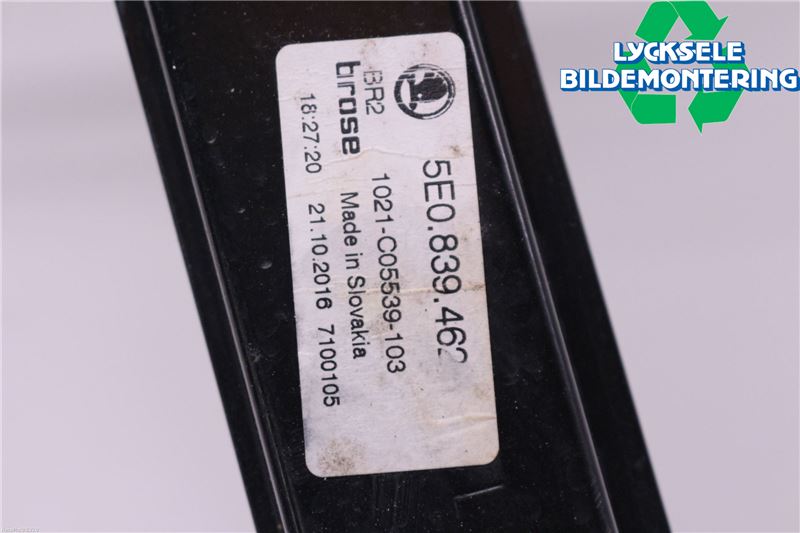 LYCKSELE
BILDEMONTERING
5E0.839.462
BR2 1021-C05539-103
brose Made in Slovakia
18:27:20 21.10.2016 7100105